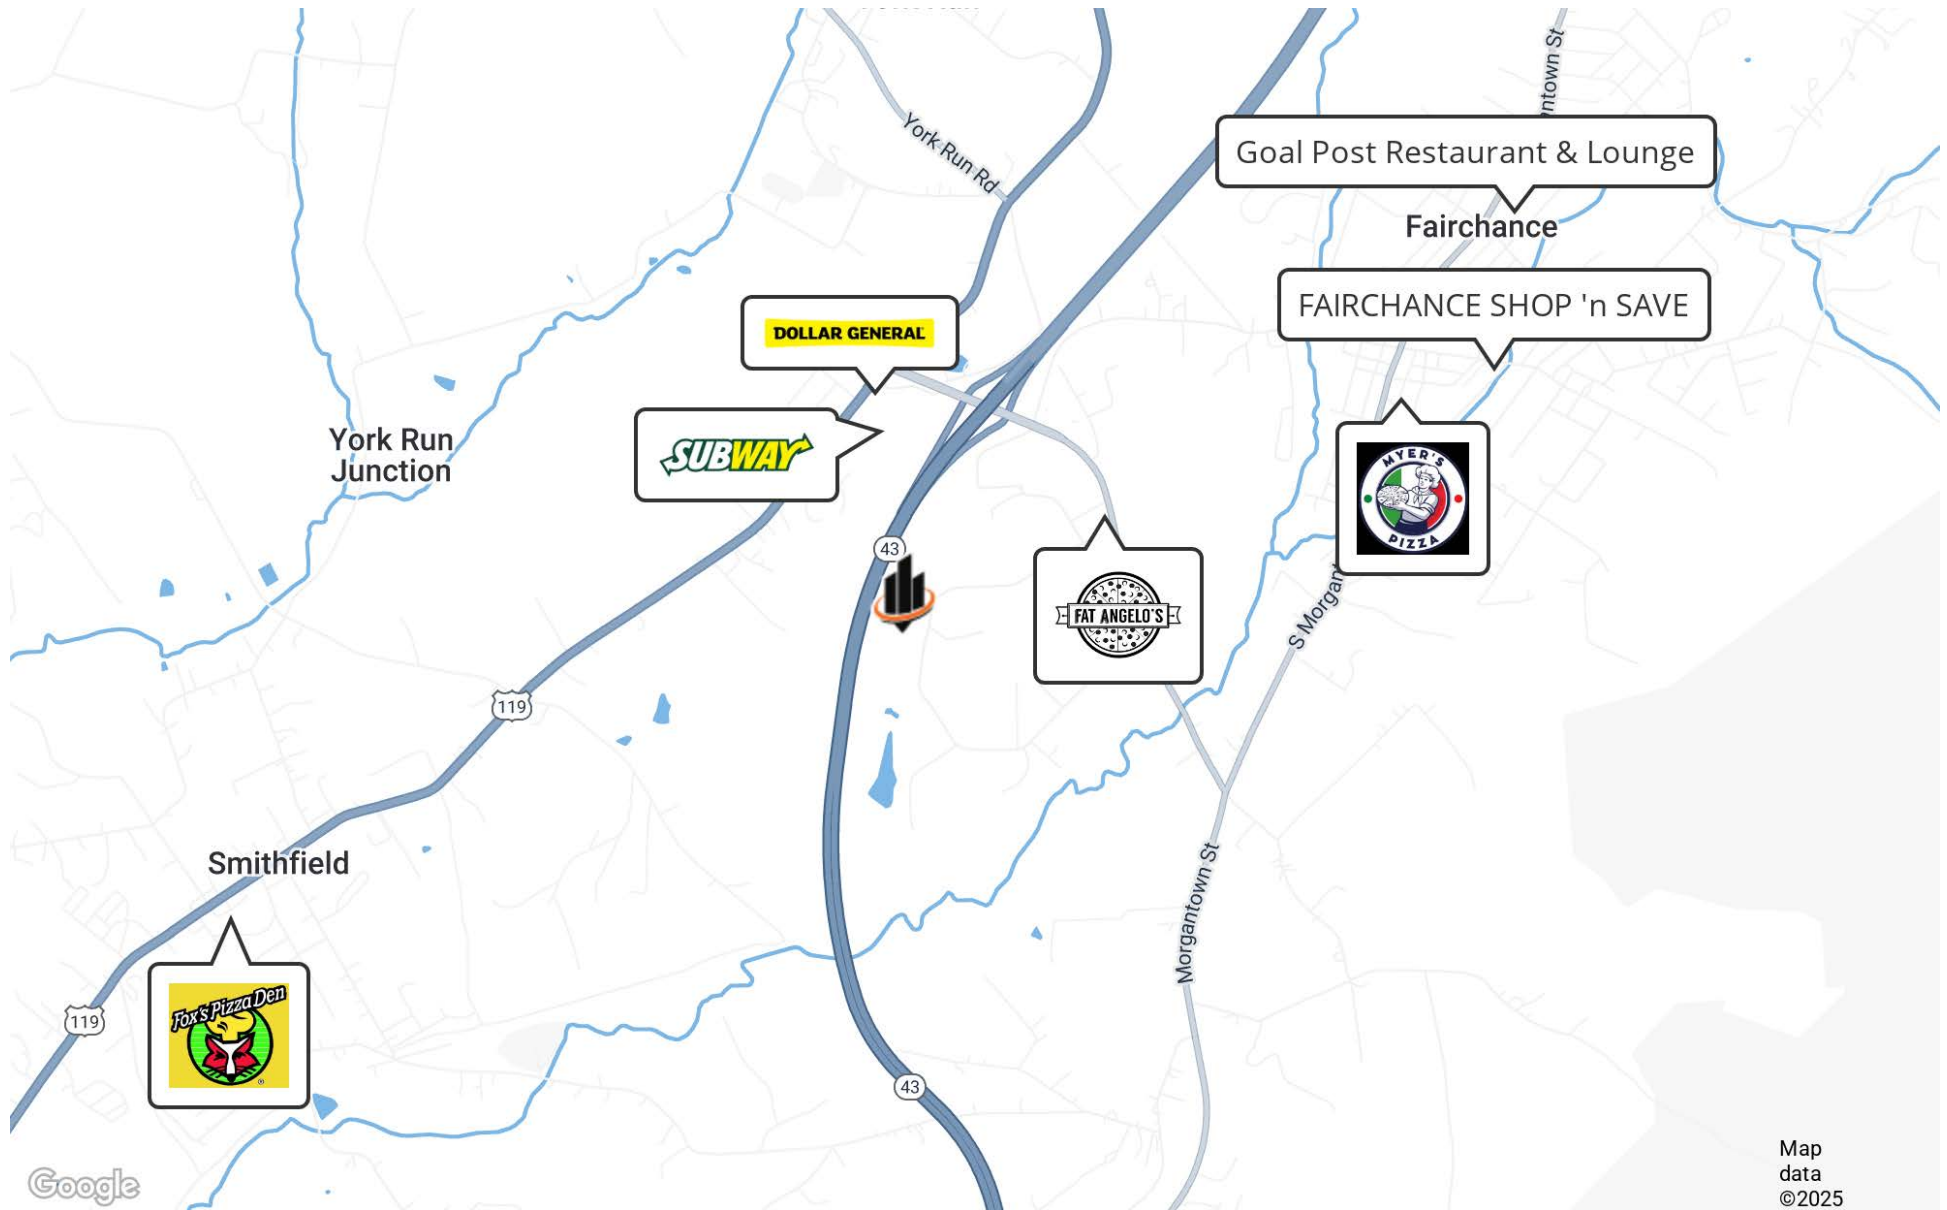 York Run Rd
Goal Post Restaurant & Lounge
Fairchance
FAIRCHANCE SHOP 'n SAVE
DOLLAR GENERAL
York Run
Junction
SUBWAY
MYER'S
PIZZA
43
FAT ANGELO'S
S Morgan
119
Smithfield
Morgantown St
Fox's Pizza Den
®
119
43
Google
Map
data
©2025